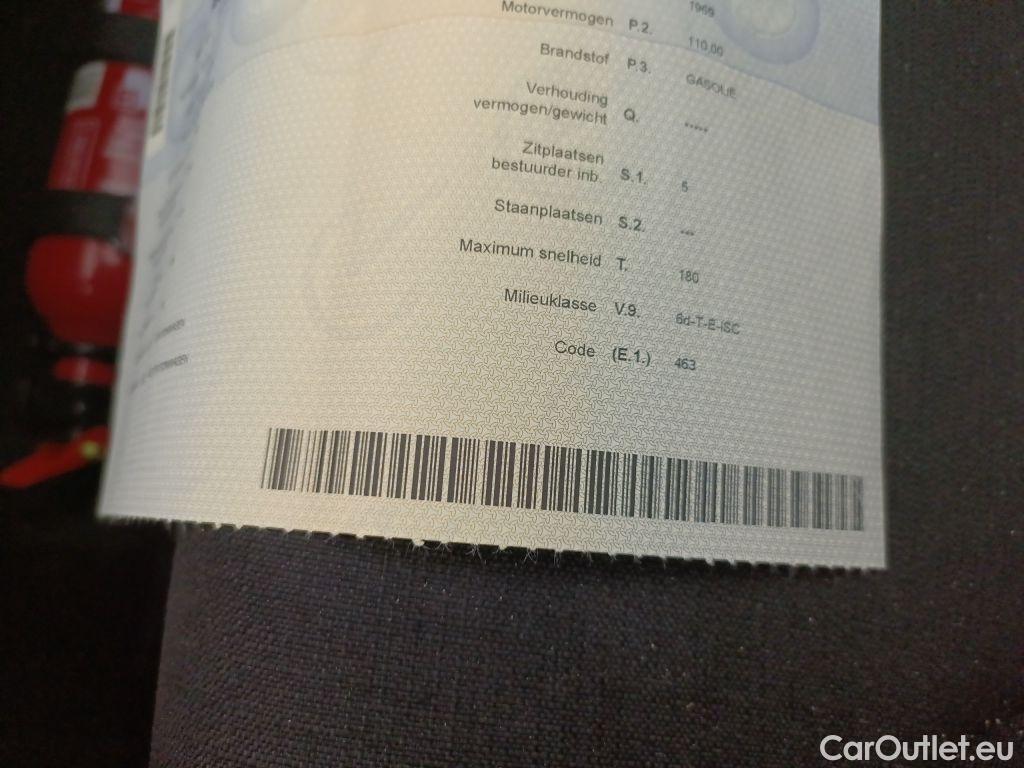 1968
Motorvermogen P.2. 110,00
Brandstof P.3. GASOLIE
Verhouding
vermogen/gewicht Q. -----
Zitplaatsen
bestuurder inb. S.1. 5
Staanplaatsen S.2. ---
Maximum snelheid T. 180
Milieuklasse V.9. 6d-T-E-ISC
Code (E.1.) 463
CarOutlet.eu